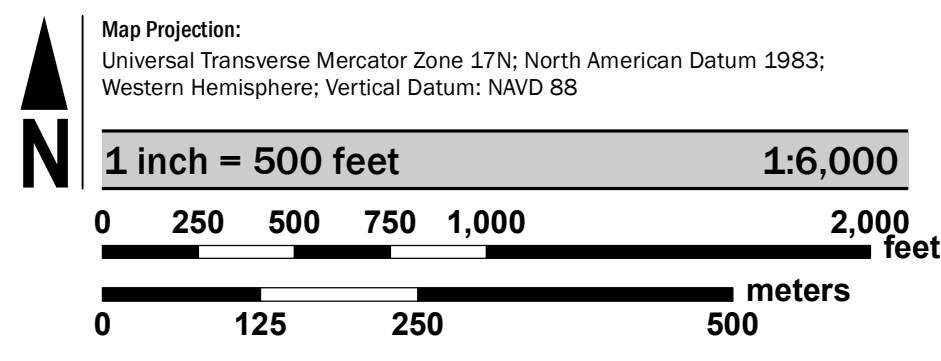 Map Projection:
Universal Transverse Mercator Zone 17N; North American Datum 1983;
Western Hemisphere; Vertical Datum: NAVD 88
N
1 inch = 500 feet 1:6,000
0 250 500 750 1,000 2,000
feet
meters
0 125 250 500